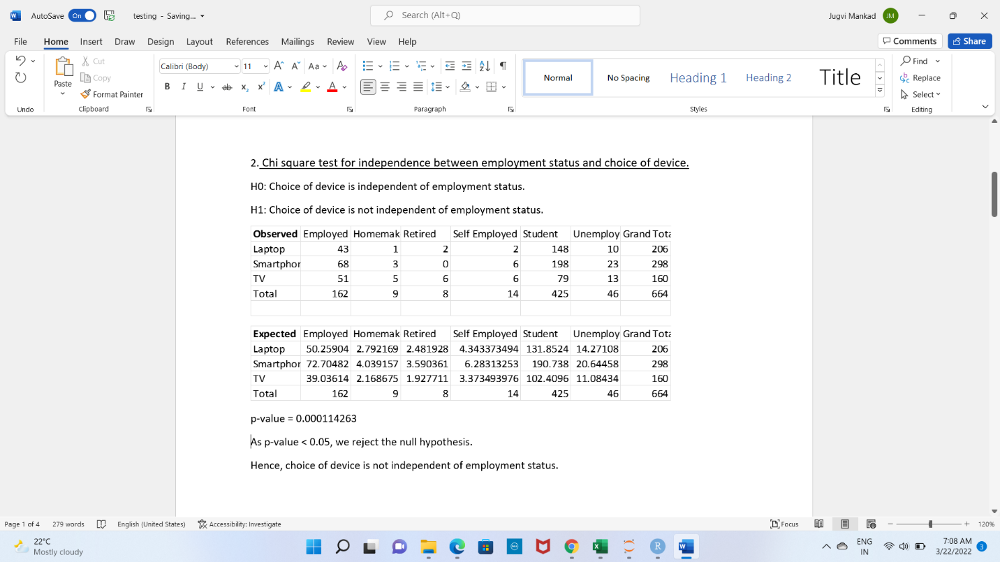 AutoSave On testing - Saving... Search (Alt+Q) Jugvi Mankad JM
File Home Insert Draw Design Layout References Mailings Review View Help Comments Share
Paste Cut Copy Format Painter
Calibri (Body) 11 Aa
Normal No Spacing Heading 1 Heading 2 Title
Find Replace Select
Undo Clipboard Font Paragraph Styles Editing
2. Chi square test for independence between employment status and choice of device.
H0: Choice of device is independent of employment status.
H1: Choice of device is not independent of employment status.
Observed Employed Homemak Retired Self Employed Student Unemploy Grand Tota
Laptop 43 1 2 2 148 10 206
Smartphor 68 3 0 6 198 23 298
TV 51 5 6 6 79 13 160
Total 162 9 8 14 425 46 664
Expected Employed Homemak Retired Self Employed Student Unemploy Grand Tota
Laptop 50.25904 2.792169 2.481928 4.343373494 131.8524 14.27108 206
Smartphor 72.70482 4.039157 3.590361 6.28313253 190.738 20.64458 298
TV 39.03614 2.168675 1.927711 3.373493976 102.4096 11.08434 160
Total 162 9 8 14 425 46 664
p-value = 0.000114263
As p-value < 0.05, we reject the null hypothesis.
Hence, choice of device is not independent of employment status.
Page 1 of 4 279 words English (United States) Accessibility: Investigate Focus 120%
22°C
Mostly cloudy
ENG
IN
7:08 AM
3/22/2022
3